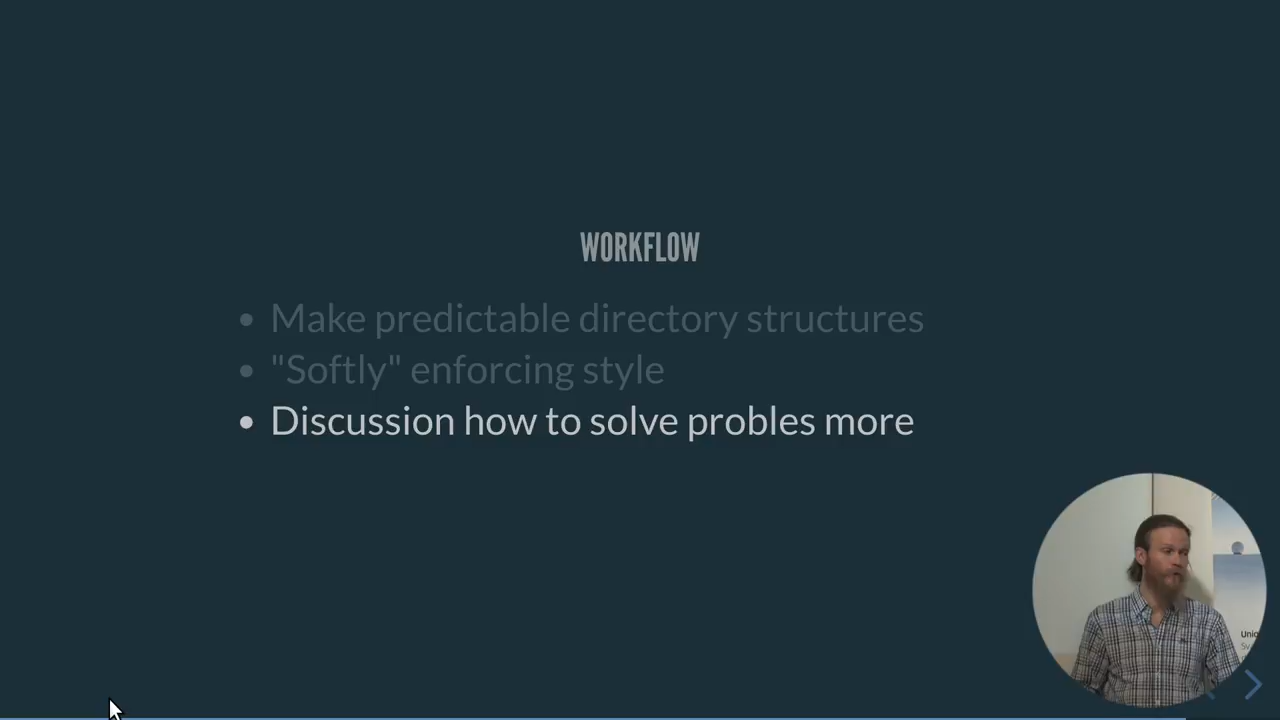 WORKFLOW
Make predictable directory structures
"Softly" enforcing style
Discussion how to solve probles more